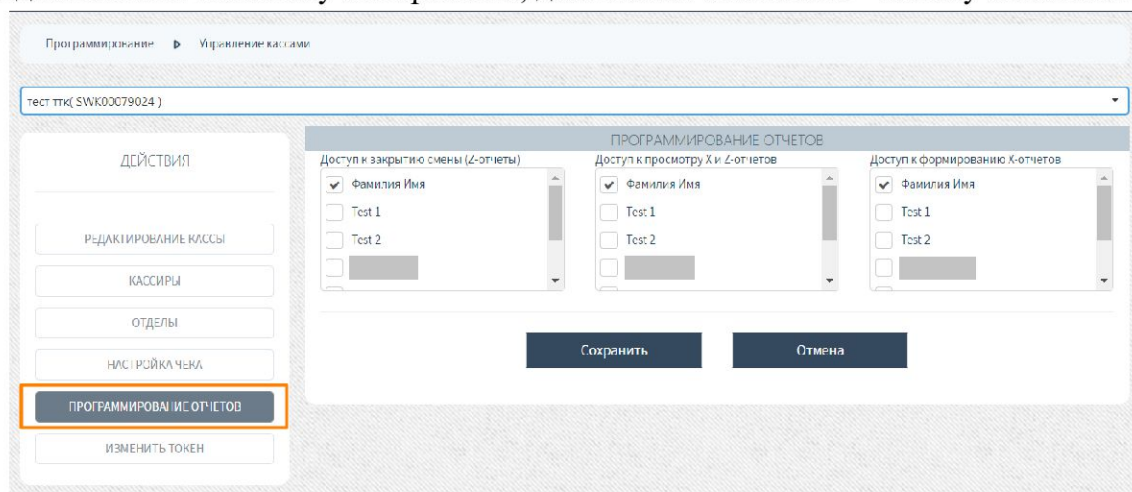 Программирование Управление кассами
тест ттк( SWK00079024 )
ДЕЙСТВИЯ
РЕДАКТИРОВАНИЕ КАССЫ
КАССИРЫ
ОТДЕЛЫ
НАСТРОЙКА ЧЕКА
ПРОГРАММИРОВАНИЕ ОТЧЕТОВ
ИЗМЕНИТЬ ТОКЕН
ПРОГРАММИРОВАНИЕ ОТЧЕТОВ
Доступ к закрытию смены (Z-отчеты)
Фамилия Имя
Test 1
Test 2
Доступ к просмотру X и Z-отчетов
Фамилия Имя
Test 1
Test 2
Доступ к формированию X-отчетов
Фамилия Имя
Test 1
Test 2
Сохранить
Отмена